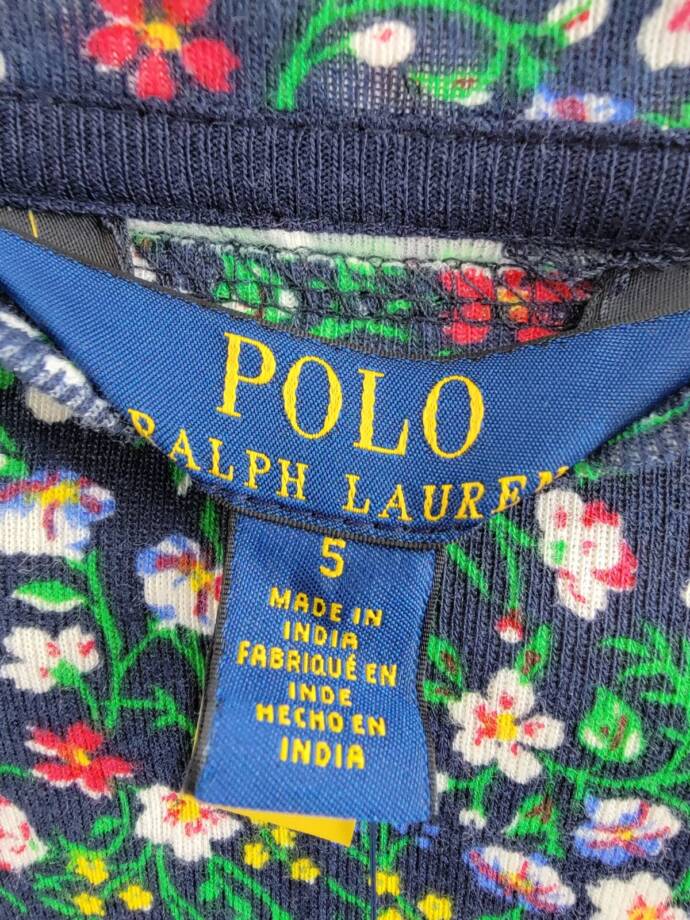 POLO
RALPH LAUREN
5
MADE IN
INDIA
FABRIQUÉ EN
INDE
HECHO EN
INDIA